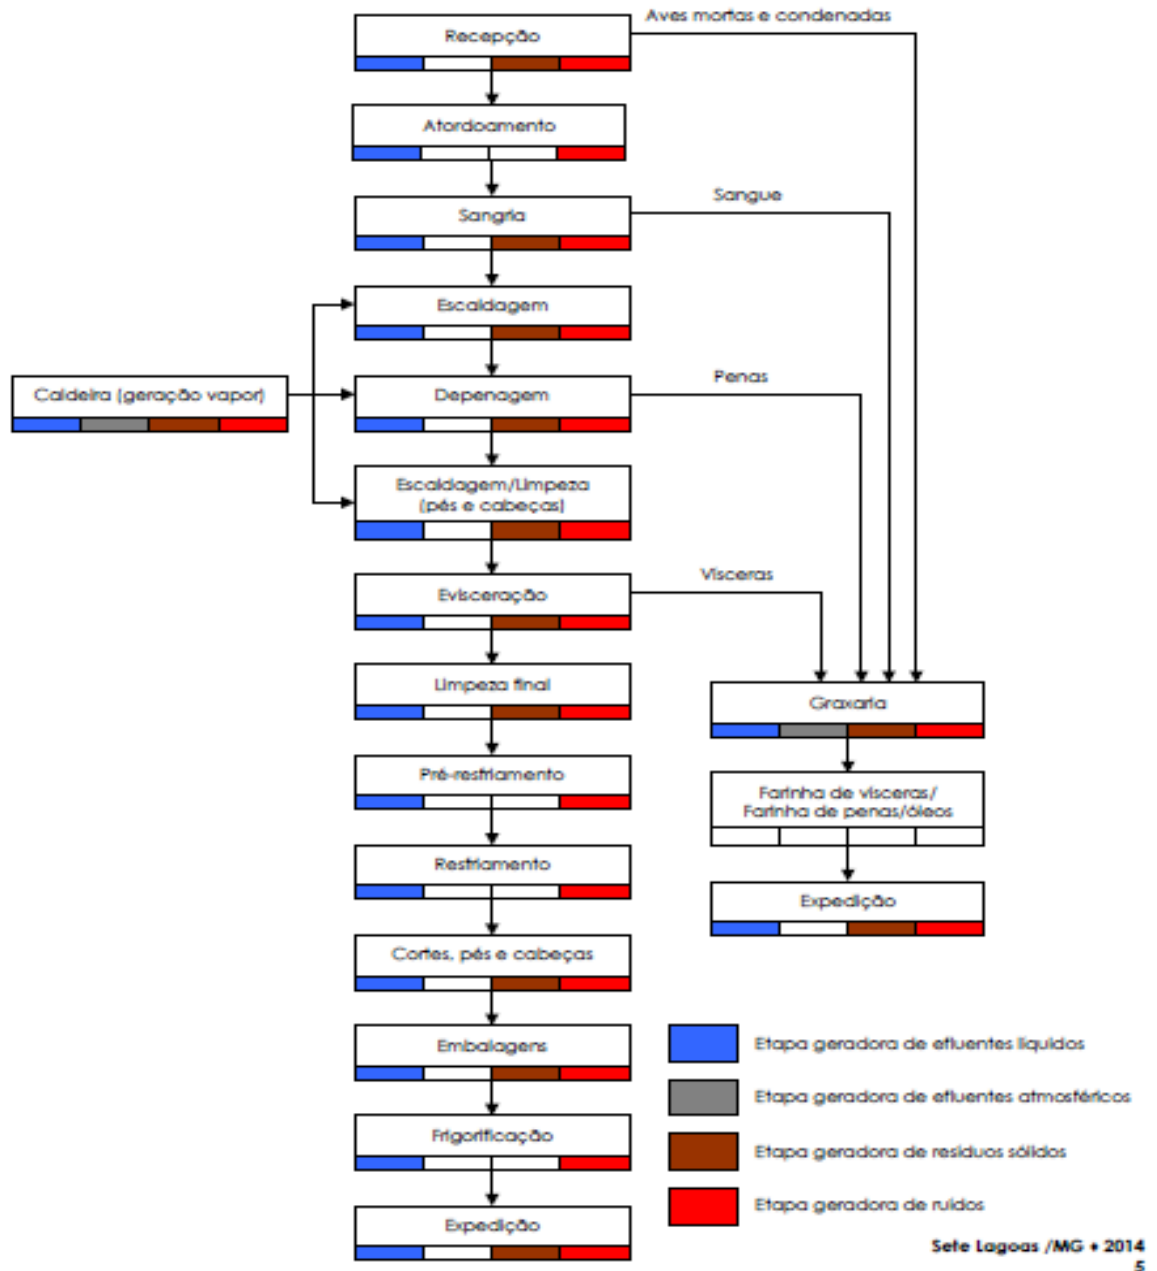 Aves mortas e condenadas
Recepção
Atordoamento
Sangria
Sangue
Escaldagem
Caldeira (geração vapor)
Depenagem
Penas
Escaldagem/Limpeza
(pés e cabeças)
Evisceração
Vísceras
Limpeza final
Graxaria
Pré-resfriamento
Farinha de vísceras/
Farinha de penas/óleos
Resfriamento
Expedição
Cortes, pés e cabeças
Embalagens
Frigorificação
Expedição
Etapa geradora de efluentes líquidos
Etapa geradora de efluentes atmosféricos
Etapa geradora de resíduos sólidos
Etapa geradora de ruídos
Sete Lagoas /MG • 2014
5